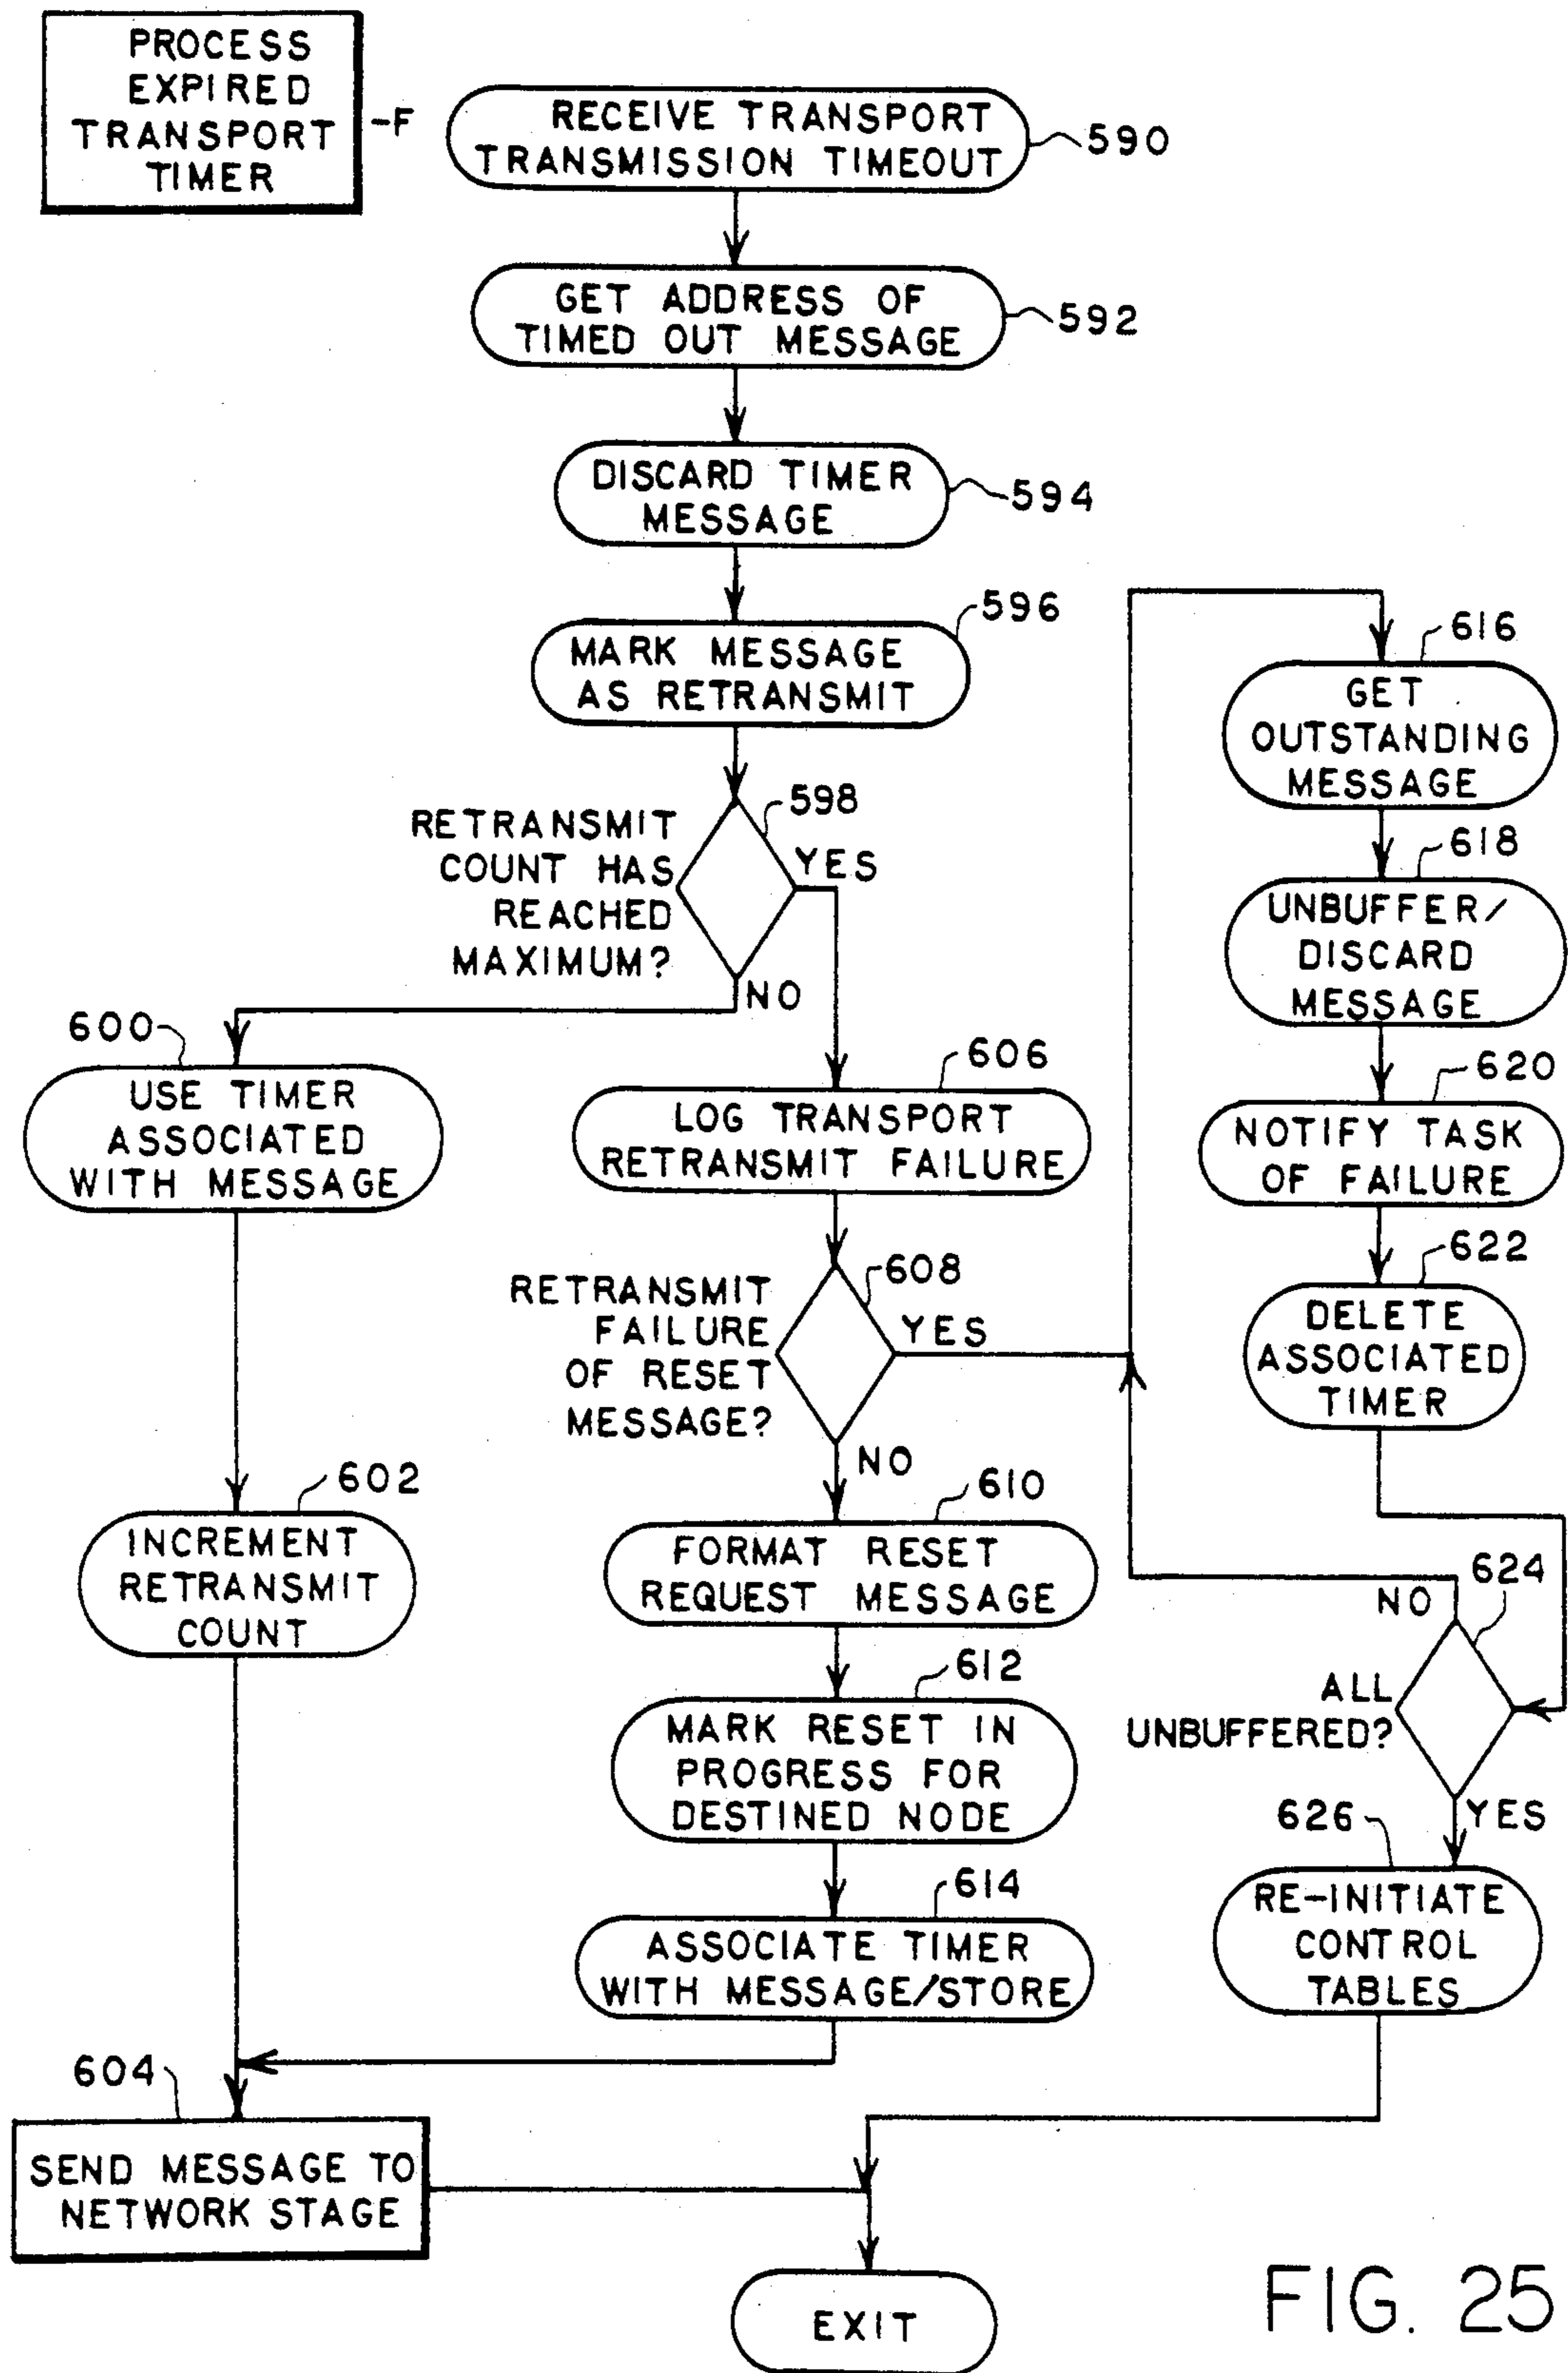 PROCESS
EXPIRED
TRANSPORT
TIMER
-F
RECEIVE TRANSPORT
TRANSMISSION TIMEOUT
590
GET ADDRESS OF
TIMED OUT MESSAGE
592
DISCARD TIMER
MESSAGE
594
596
MARK MESSAGE
AS RETRANSMIT
598
RETRANSMIT
COUNT HAS
REACHED
MAXIMUM?
YES
NO
600
USE TIMER
ASSOCIATED
WITH MESSAGE
602
INCREMENT
RETRANSMIT
COUNT
604
SEND MESSAGE TO
NETWORK STAGE
606
LOG TRANSPORT
RETRANSMIT FAILURE
608
RETRANSMIT
FAILURE
OF RESET
MESSAGE?
YES
NO
610
FORMAT RESET
REQUEST MESSAGE
612
MARK RESET IN
PROGRESS FOR
DESTINED NODE
614
ASSOCIATE TIMER
WITH MESSAGE/STORE
616
GET
OUTSTANDING
MESSAGE
618
UNBUFFER/
DISCARD
MESSAGE
620
NOTIFY TASK
OF FAILURE
622
DELETE
ASSOCIATED
TIMER
624
NO
ALL
UNBUFFERED?
YES
626
RE-INITIATE
CONTROL
TABLES
EXIT
FIG. 25